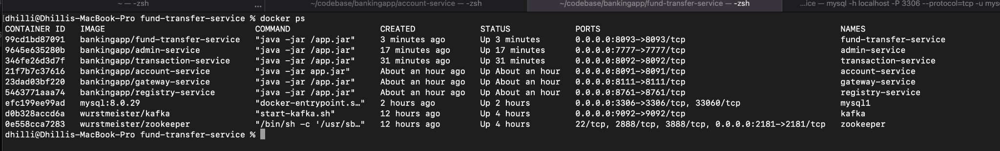 ~ — -zsh
...
~/codebase/bankingapp/account-service — -zsh
~/codebase/bankingapp/fund-transfer-service — -zsh
...ice — mysql -h localhost -P 3306 --protocol=tcp -u
[dhilli@Dhillis-MacBook-Pro fund-transfer-service % docker ps
CONTAINER ID IMAGE COMMAND CREATED STATUS PORTS NAMES
99cd1bd87091 bankingapp/fund-transfer-service "java -jar /app.jar" 3 minutes ago Up 3 minutes 0.0.0.0:8093->8093/tcp fund-transfer-service
9645e635280b bankingapp/admin-service "java -jar /app.jar" 17 minutes ago Up 17 minutes 0.0.0.0:7777->7777/tcp admin-service
346fe26d3d7f bankingapp/transaction-service "java -jar /app.jar" 31 minutes ago Up 31 minutes 0.0.0.0:8092->8092/tcp transaction-service
21f7b7c37616 bankingapp/account-service "java -jar app.jar" About an hour ago Up About an hour 0.0.0.0:8091->8091/tcp account-service
23dad03bf220 bankingapp/gateway-service "java -jar /app.jar" About an hour ago Up About an hour 0.0.0.0:8111->8111/tcp gateway-service
5463771aaa74 bankingapp/registry-service "java -jar /app.jar" About an hour ago Up About an hour 0.0.0.0:8761->8761/tcp registry-service
efc199ee99ad mysql:8.0.29 "docker-entrypoint.s…" 2 hours ago Up 2 hours 0.0.0.0:3306->3306/tcp, 33060/tcp mysql1
d0b328accd6a wurstmeister/kafka "start-kafka.sh" 12 hours ago Up 4 hours 0.0.0.0:9092->9092/tcp kafka
0e558cca7283 wurstmeister/zookeeper "/bin/sh -c '/usr/sb…" 12 hours ago Up 4 hours 22/tcp, 2888/tcp, 3888/tcp, 0.0.0.0:2181->2181/tcp zookeeper
dhilli@Dhillis-MacBook-Pro fund-transfer-service %